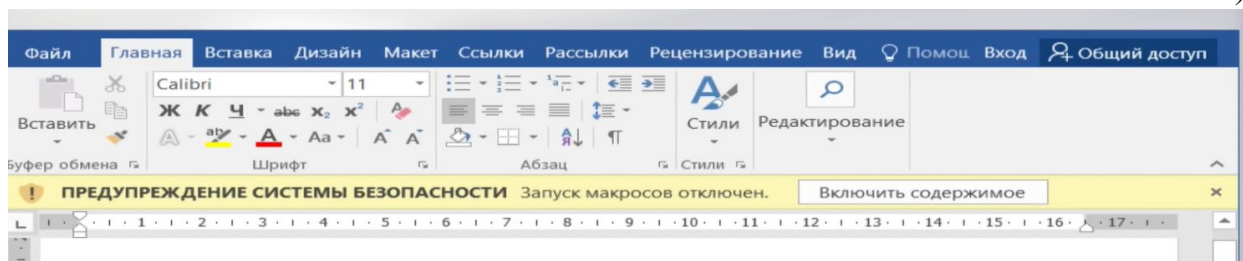 Файл Главная Вставка Дизайн Макет Ссылки Рассылки Рецензирование Вид Помощ Вход Общий доступ
Calibri 11
Ж К Ч abc X₂ X²
Вставить Стили Редактирование
ab A Aa A A А Я ¶
Буфер обмена Шрифт Абзац Стили
ПРЕДУПРЕЖДЕНИЕ СИСТЕМЫ БЕЗОПАСНОСТИ Запуск макросов отключен. Включить содержимое
1 2 3 4 5 6 7 8 9 10 11 12 13 14 15 16 17